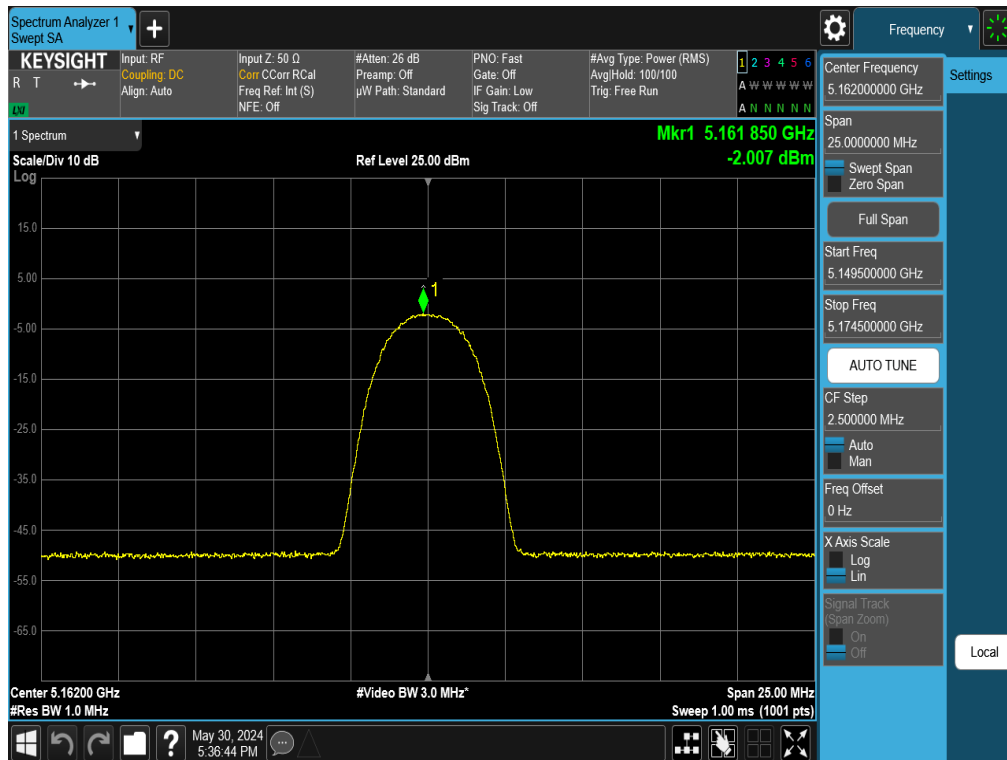 Spectrum Analyzer 1
Swept SA
Frequency
KEYSIGHT
R T
LXI
Input: RF
Coupling: DC
Align: Auto
Input Z: 50 Ω
Corr CCorr RCal
Freq Ref: Int (S)
NFE: Off
#Atten: 26 dB
Preamp: Off
µW Path: Standard
PNO: Fast
Gate: Off
IF Gain: Low
Sig Track: Off
#Avg Type: Power (RMS)
Avg|Hold: 100/100
Trig: Free Run
1 2 3 4 5 6
A W W W W W
A N N N N N
1 Spectrum
Scale/Div 10 dB
Log
Ref Level 25.00 dBm
Mkr1 5.161 850 GHz
-2.007 dBm
15.0
5.00
-5.00
-15.0
-25.0
-35.0
-45.0
-55.0
-65.0
1
Center 5.16200 GHz
#Res BW 1.0 MHz
#Video BW 3.0 MHz*
Span 25.00 MHz
Sweep 1.00 ms (1001 pts)
Center Frequency
5.162000000 GHz
Span
25.0000000 MHz
Swept Span
Zero Span
Full Span
Start Freq
5.149500000 GHz
Stop Freq
5.174500000 GHz
AUTO TUNE
CF Step
2.500000 MHz
Auto
Man
Freq Offset
0 Hz
X Axis Scale
Log
Lin
Signal Track
(Span Zoom)
On
Off
Settings
Local
?
May 30, 2024
5:36:44 PM